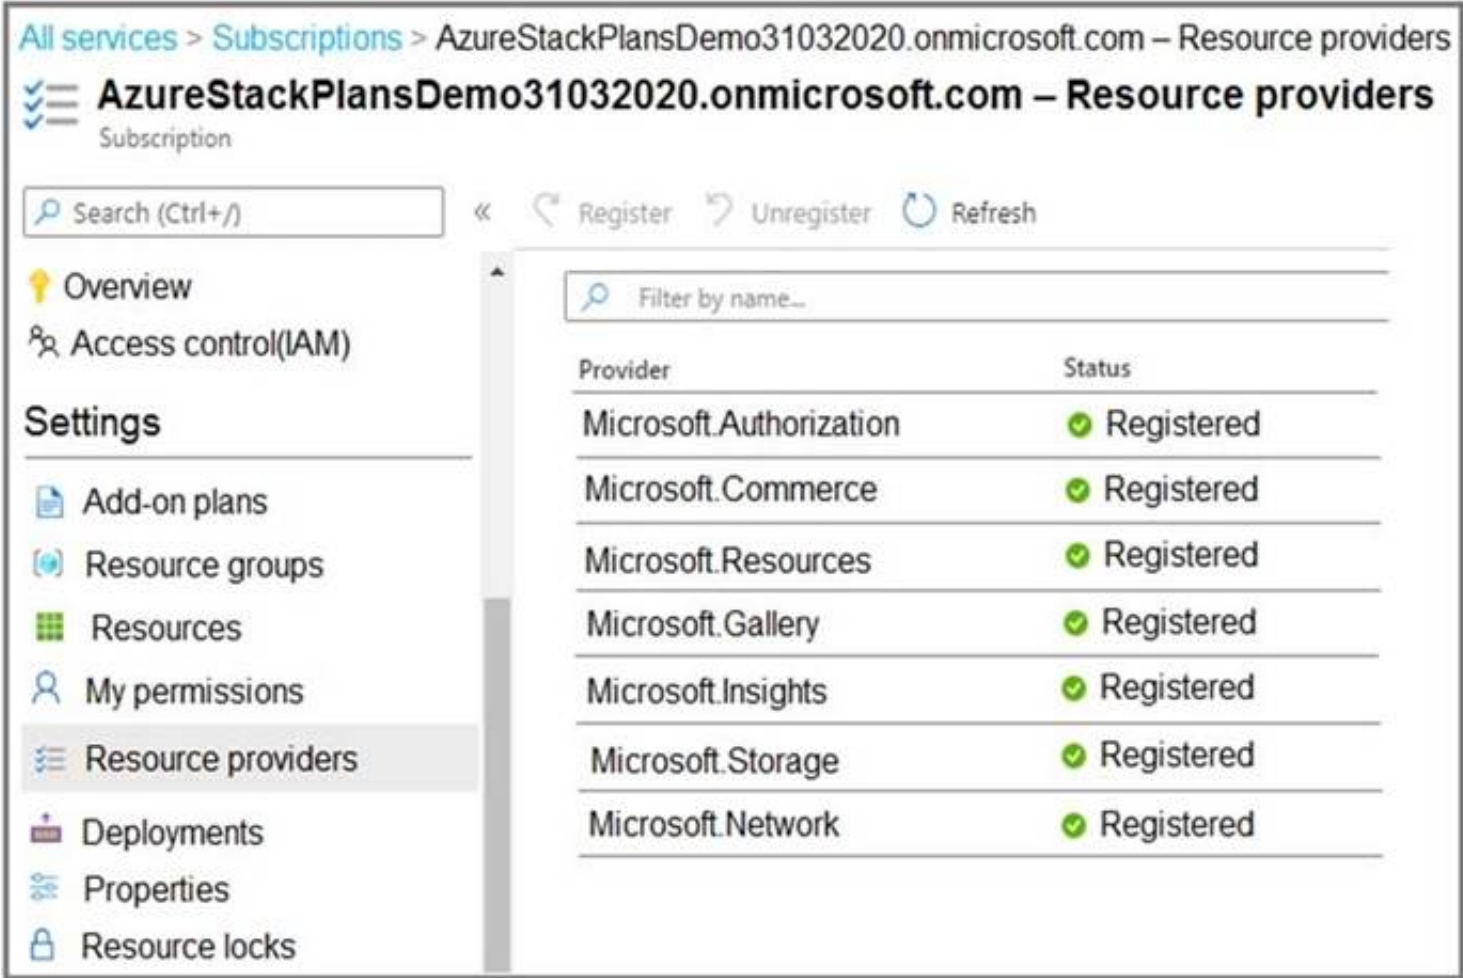 All services > Subscriptions > AzureStackPlansDemo31032020.onmicrosoft.com – Resource providers
AzureStackPlansDemo31032020.onmicrosoft.com – Resource providers
Subscription
Search (Ctrl+/)
« Register Unregister Refresh
Overview
Access control(IAM)
Settings
Add-on plans
Resource groups
Resources
My permissions
Resource providers
Deployments
Properties
Resource locks
Filter by name...
Provider Status
Microsoft.Authorization Registered
Microsoft.Commerce Registered
Microsoft.Resources Registered
Microsoft.Gallery Registered
Microsoft.Insights Registered
Microsoft.Storage Registered
Microsoft.Network Registered